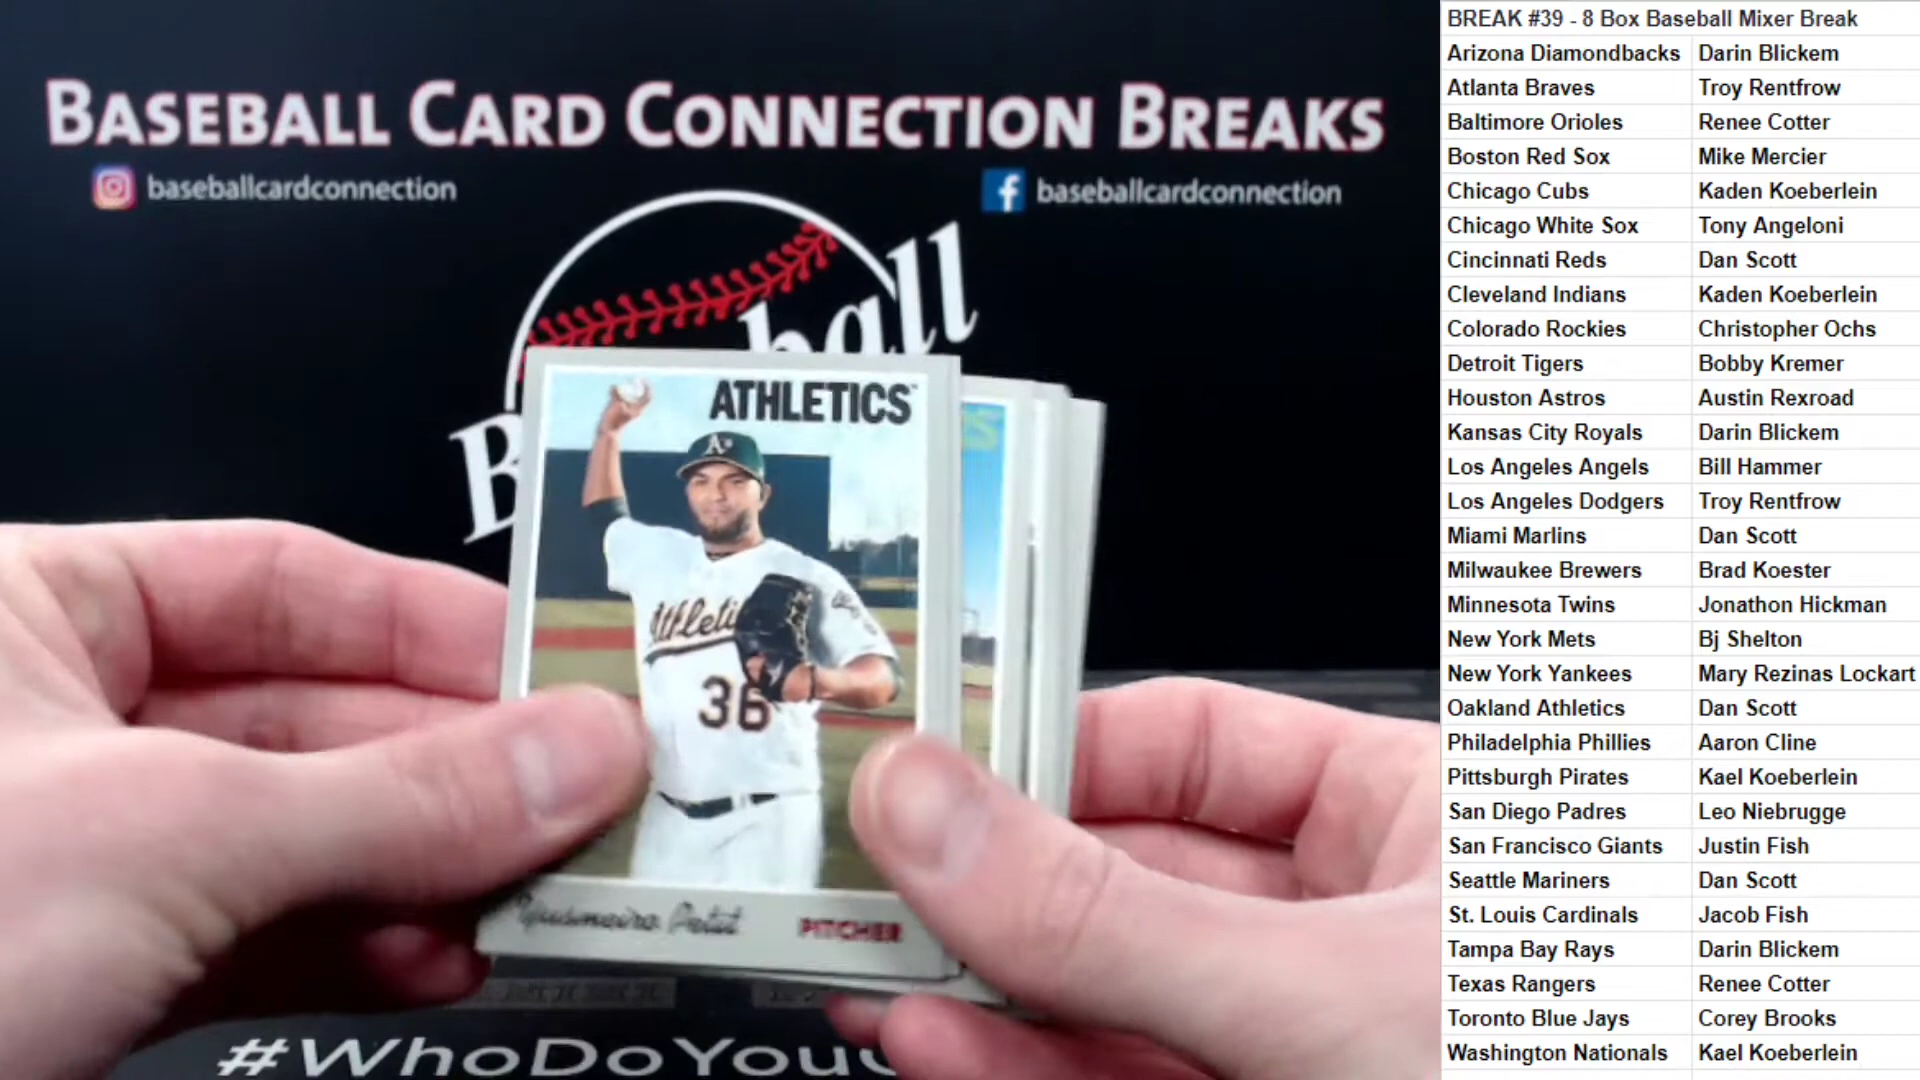 BASEBALL CARD CONNECTION BREAKS
baseballcardconnection
baseballcardconnection
ball
B
ATHLETICS
A's
Athleti
36
Yusmeiro Petit PITCHER
#WhoDoYou
BREAK #39 - 8 Box Baseball Mixer Break
Arizona Diamondbacks Darin Blickem
Atlanta Braves Troy Rentfrow
Baltimore Orioles Renee Cotter
Boston Red Sox Mike Mercier
Chicago Cubs Kaden Koeberlein
Chicago White Sox Tony Angeloni
Cincinnati Reds Dan Scott
Cleveland Indians Kaden Koeberlein
Colorado Rockies Christopher Ochs
Detroit Tigers Bobby Kremer
Houston Astros Austin Rexroad
Kansas City Royals Darin Blickem
Los Angeles Angels Bill Hammer
Los Angeles Dodgers Troy Rentfrow
Miami Marlins Dan Scott
Milwaukee Brewers Brad Koester
Minnesota Twins Jonathon Hickman
New York Mets Bj Shelton
New York Yankees Mary Rezinas Lockart
Oakland Athletics Dan Scott
Philadelphia Phillies Aaron Cline
Pittsburgh Pirates Kael Koeberlein
San Diego Padres Leo Niebrugge
San Francisco Giants Justin Fish
Seattle Mariners Dan Scott
St. Louis Cardinals Jacob Fish
Tampa Bay Rays Darin Blickem
Texas Rangers Renee Cotter
Toronto Blue Jays Corey Brooks
Washington Nationals Kael Koeberlein